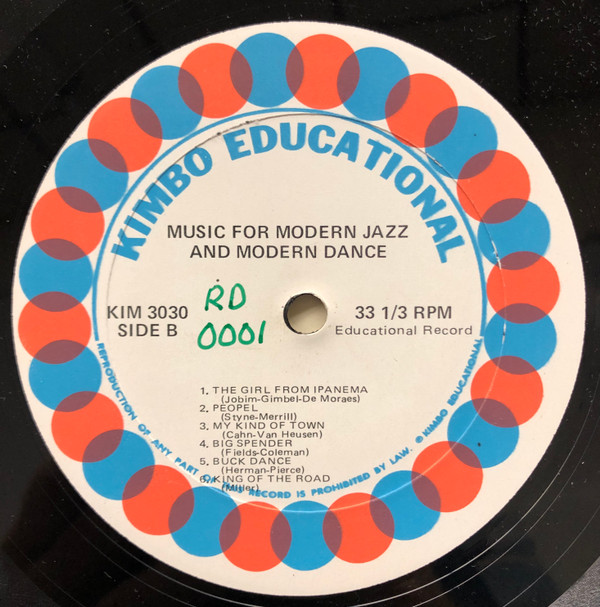 KIMBO EDUCATIONAL
MUSIC FOR MODERN JAZZ
AND MODERN DANCE
KIM 3030
SIDE B
RD
0001
33 1/3 RPM
Educational Record
1. THE GIRL FROM IPANEMA
(Jobim-Gimbel-De Moraes)
2. PEOPEL
(Styne-Merrill)
3. MY KIND OF TOWN
(Cahn-Van Heusen)
4. BIG SPENDER
(Fields-Coleman)
5. BUCK DANCE
(Herman-Pierce)
6. KING OF THE ROAD
(Miller)
REPRODUCTION OF ANY PART OF THIS RECORD IS PROHIBITED BY LAW. © KIMBO EDUCATIONAL